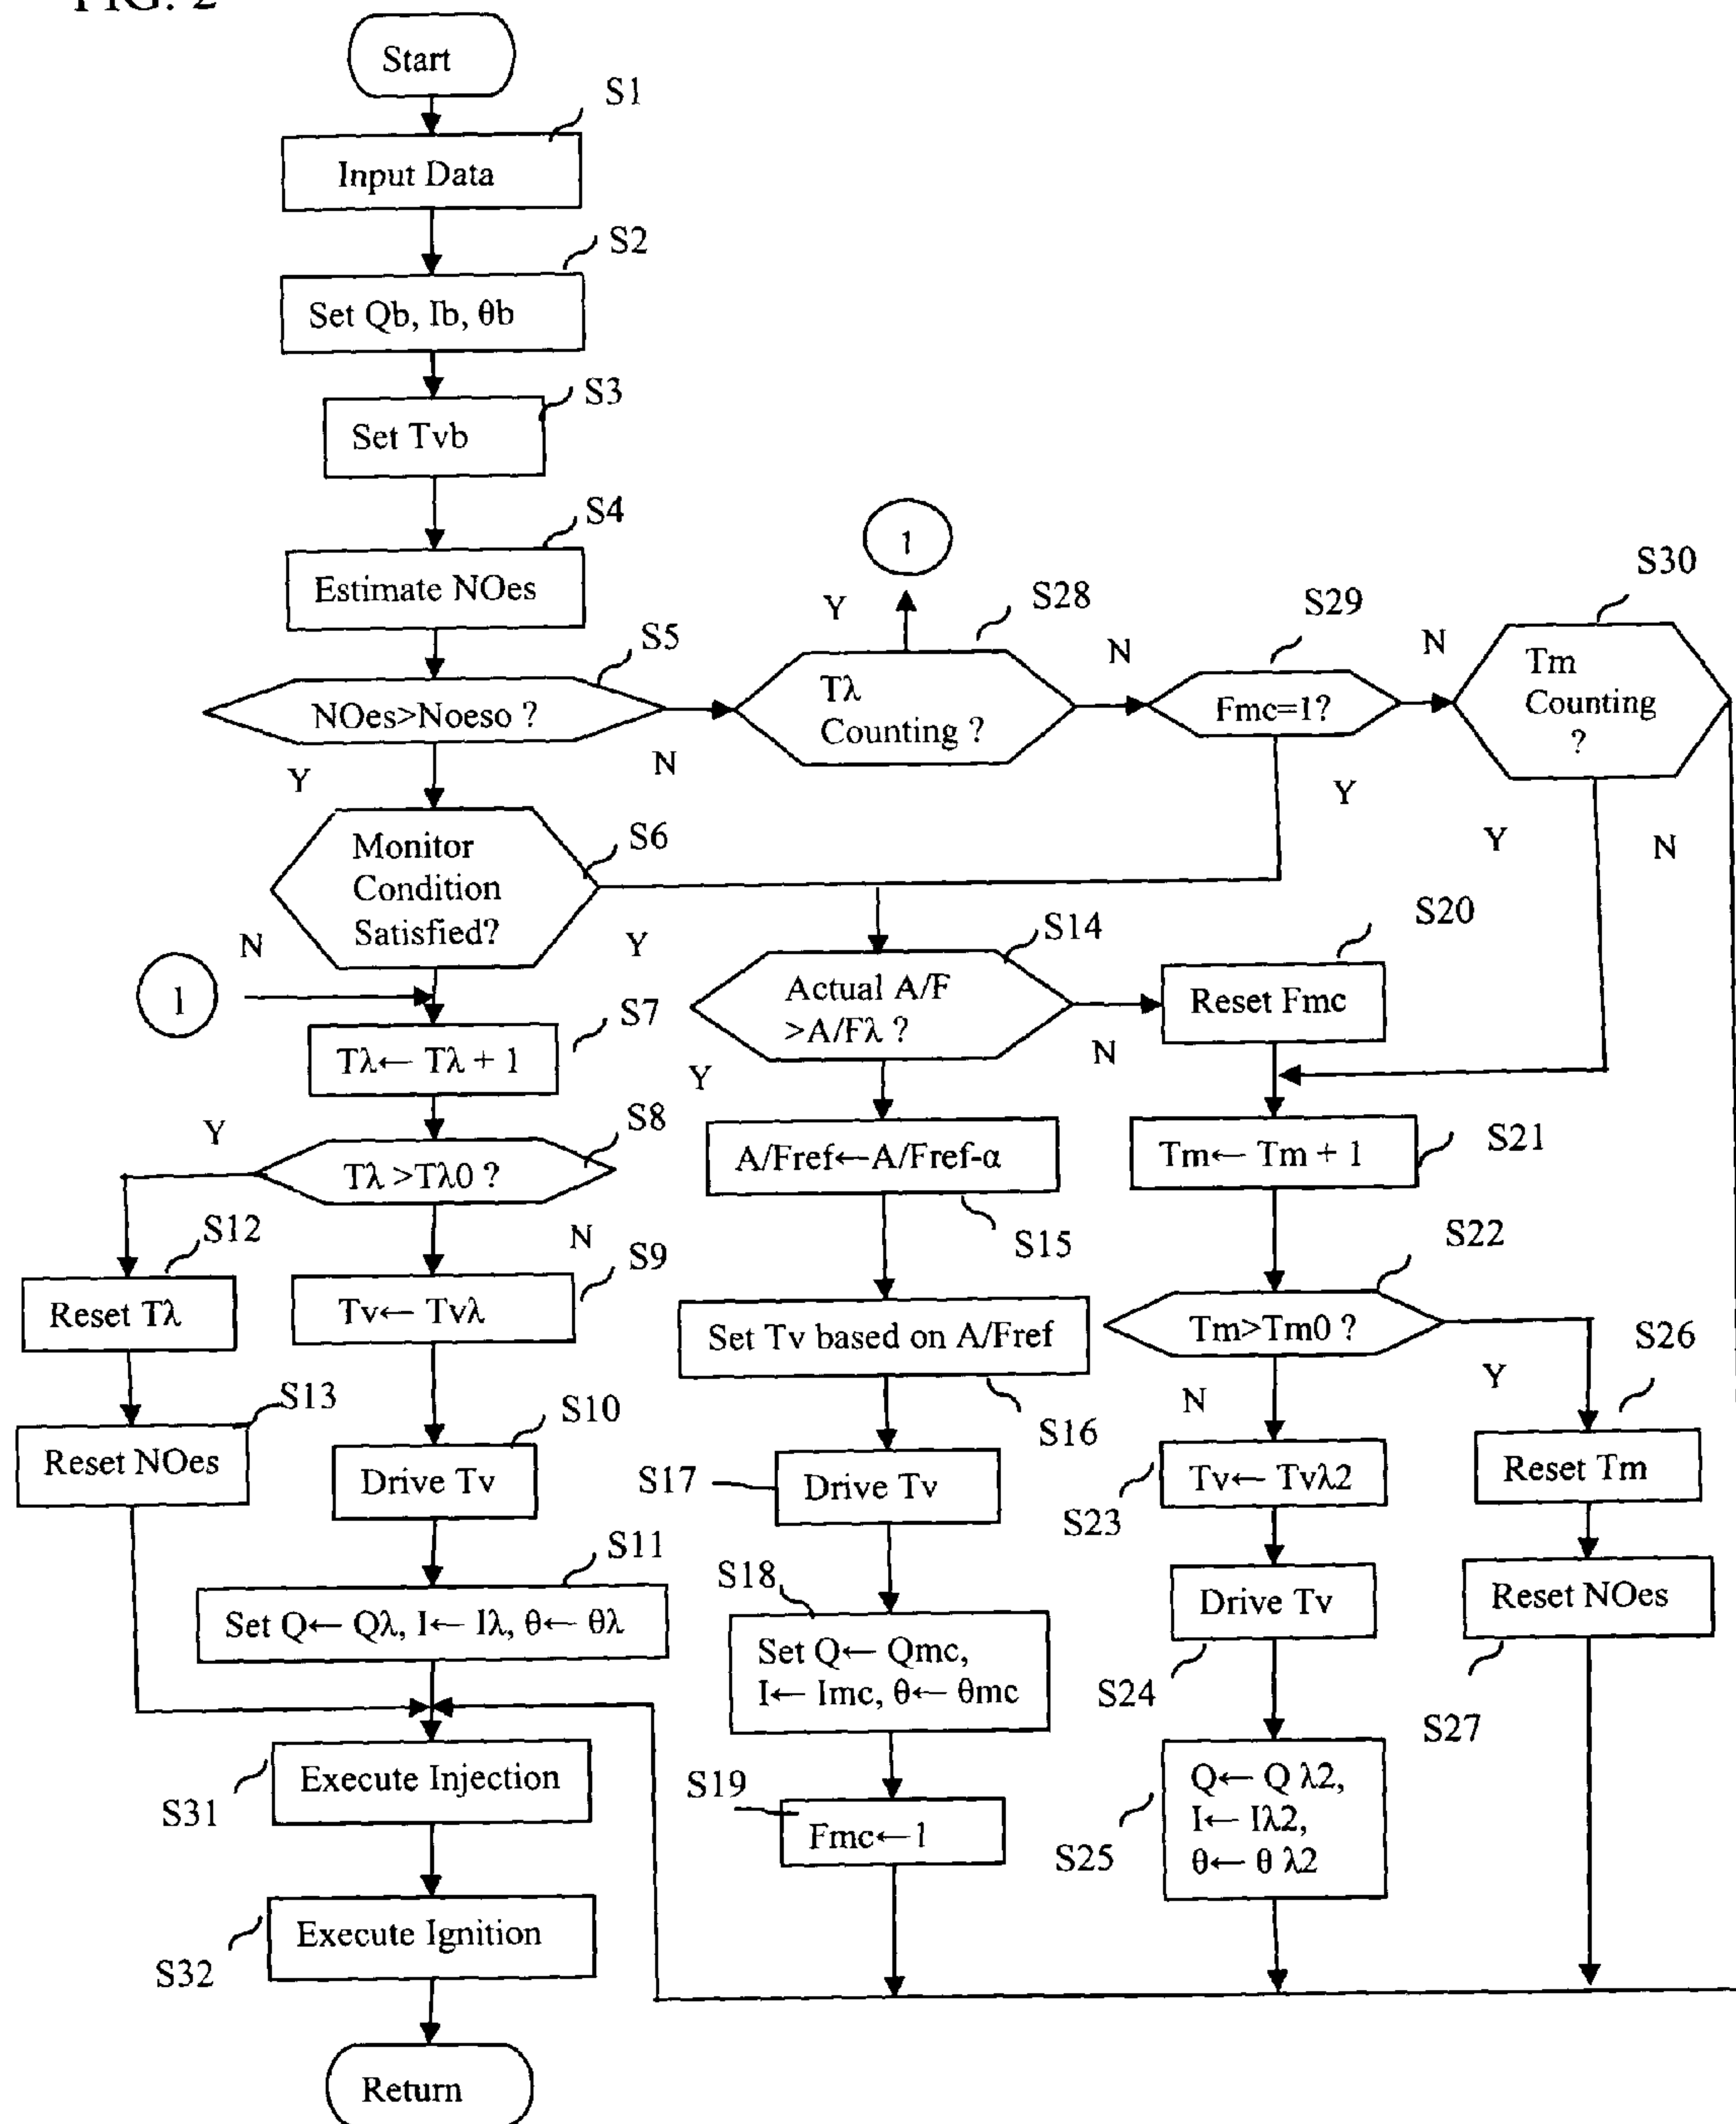 FIG. 2
Start
S1
Input Data
S2
Set Qb, Ib, θb
S3
Set Tvb
S4
Estimate NOes
S5
NOes>Noeso ?
Y
N
1
Y
S28
Tλ
Counting ?
N
S29
Fmc=1?
N
Y
S30
Tm
Counting
?
Y
N
S6
Monitor
Condition
Satisfied?
N
Y
1
S7
Tλ← Tλ + 1
S8
Y
Tλ >Tλ0 ?
N
S12
Reset Tλ
S13
Reset NOes
S9
Tv← Tvλ
S10
Drive Tv
S11
Set Q← Qλ, I← Iλ, θ← θλ
S31
Execute Injection
S32
Execute Ignition
Return
S14
Actual A/F
>A/Fλ ?
Y
N
A/Fref←A/Fref-α
S15
Set Tv based on A/Fref
S16
S17
Drive Tv
S18
Set Q← Qmc,
I← Imc, θ← θmc
S19
Fmc←1
S20
Reset Fmc
Tm← Tm + 1
S21
S22
Tm>Tm0 ?
N
Y
Tv← Tvλ2
S23
Drive Tv
S24
Q← Q λ2,
I← Iλ2,
θ← θ λ2
S25
S26
Reset Tm
Reset NOes
S27